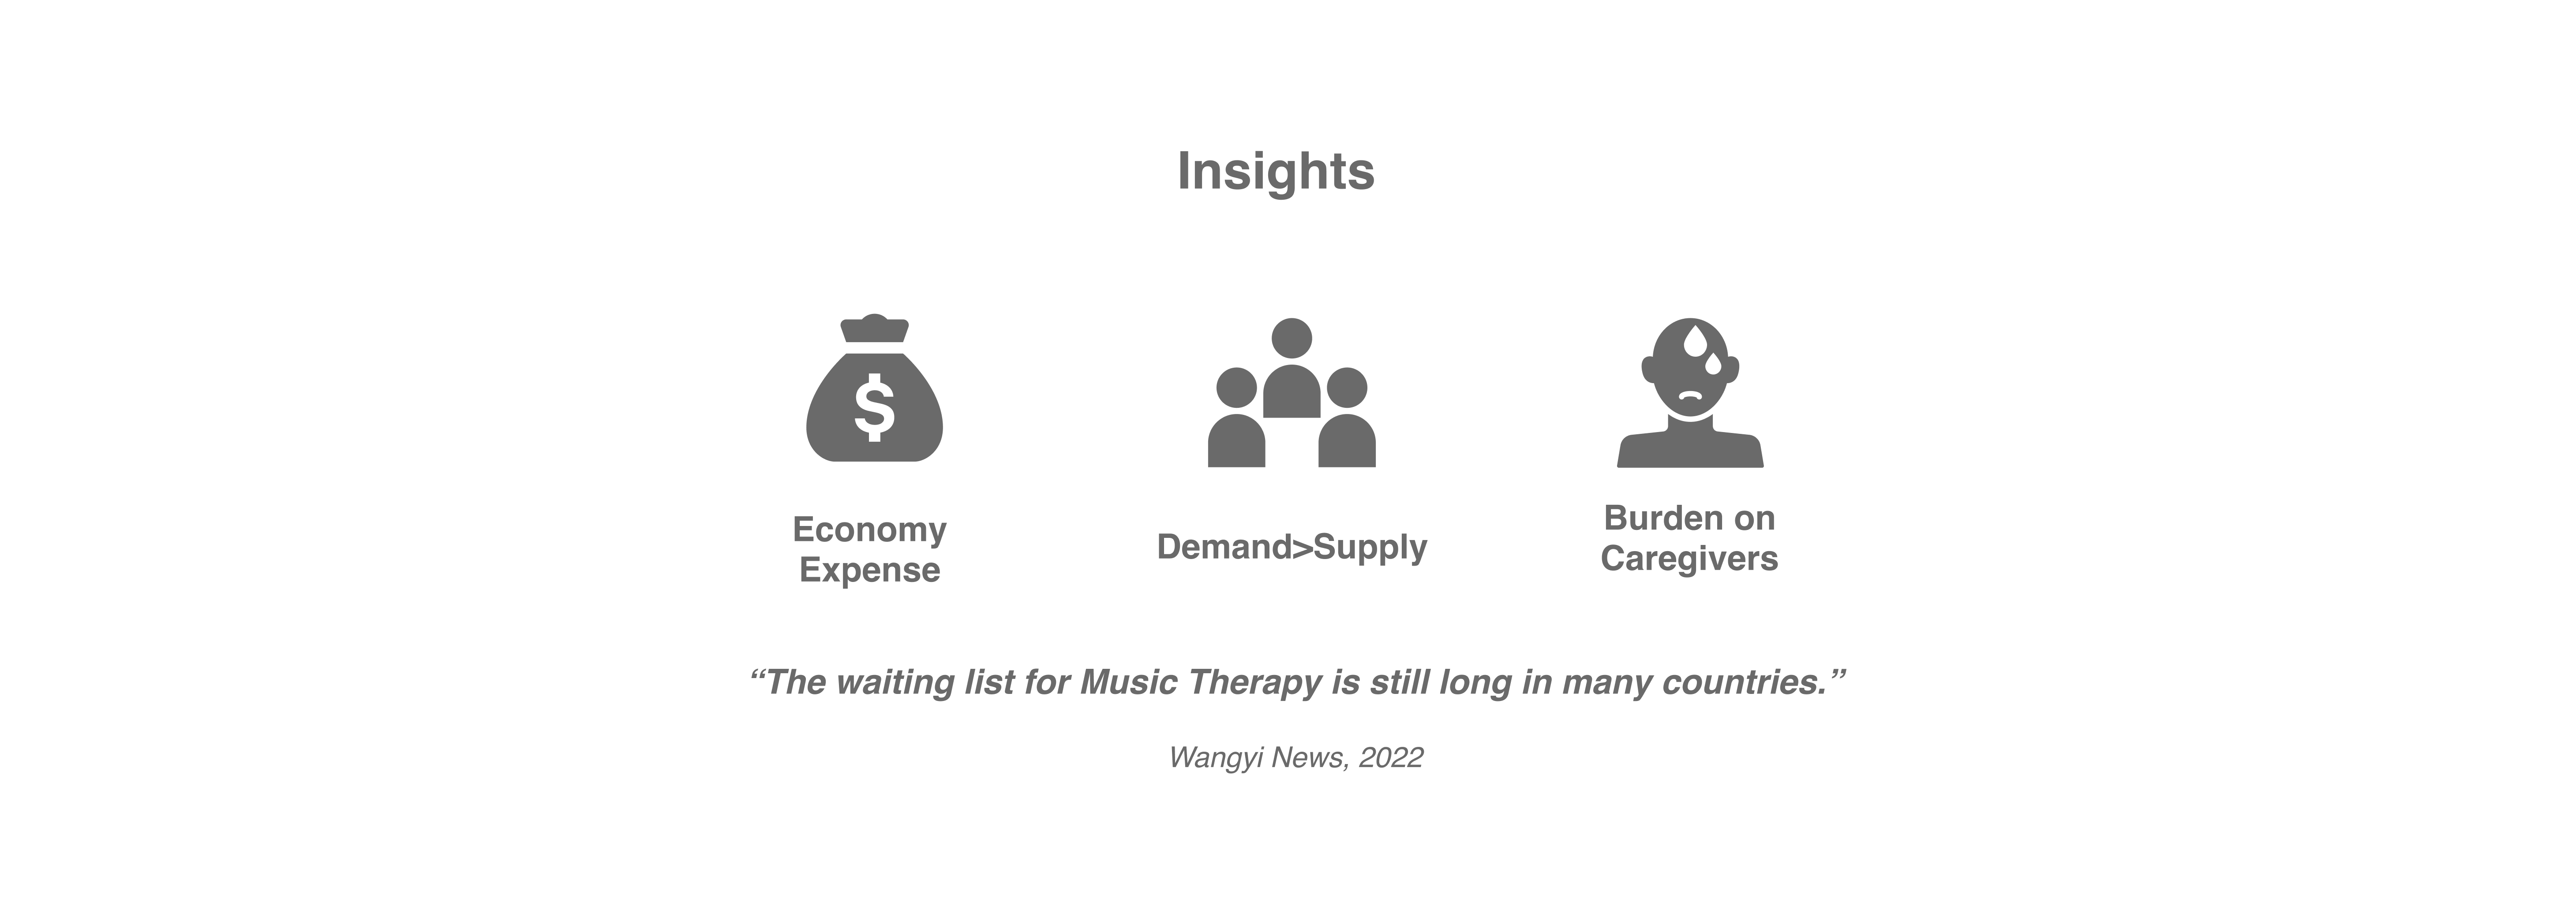 Insights
$
Economy
Expense
Demand>Supply
Burden on
Caregivers
“The waiting list for Music Therapy is still long in many countries.”
Wangyi News, 2022